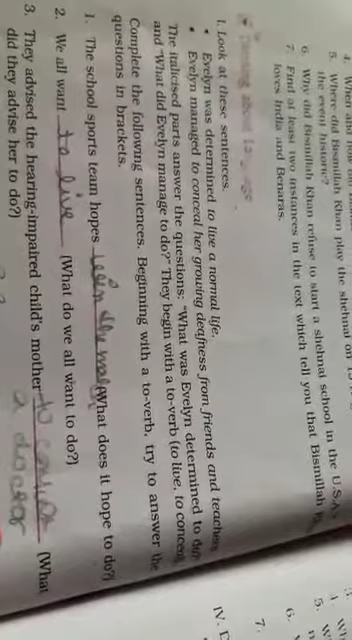 4. When and how
5. Where did Bismillah Khan play the shehnai on 15
the event historic?
6. Why did Bismillah Khan refuse to start a shehnai school in the U.S.A.
7. Find at least two instances in the text which tell you that Bismillah
loves India and Benaras.
1. Look at these sentences.
• Evelyn was determined to live a normal life.
• Evelyn managed to conceal her growing deafness from friends and teachers
The italicised parts answer the questions: "What was Evelyn determined to do?"
and "What did Evelyn manage to do?" They begin with a to-verb (to live, to conceal
Complete the following sentences. Beginning with a to-verb, try to answer the
questions in brackets.
1. The school sports team hopes (What does it hope to do?)
2. We all want to live (What do we all want to do?)
3. They advised the hearing-impaired child's mother (What
did they advise her to do?)
a doctor
IV.
7.
6.
5.